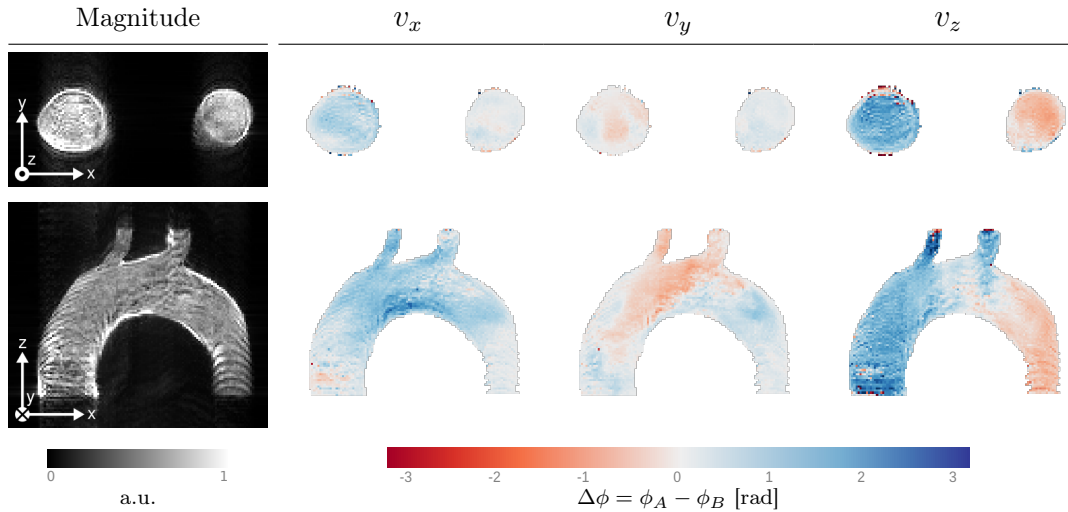 Magnitude v_x v_y v_z
y
z
x
z
y
x
0 1
a.u.
-3 -2 -1 0 1 2 3
Δϕ = ϕ_A − ϕ_B [rad]